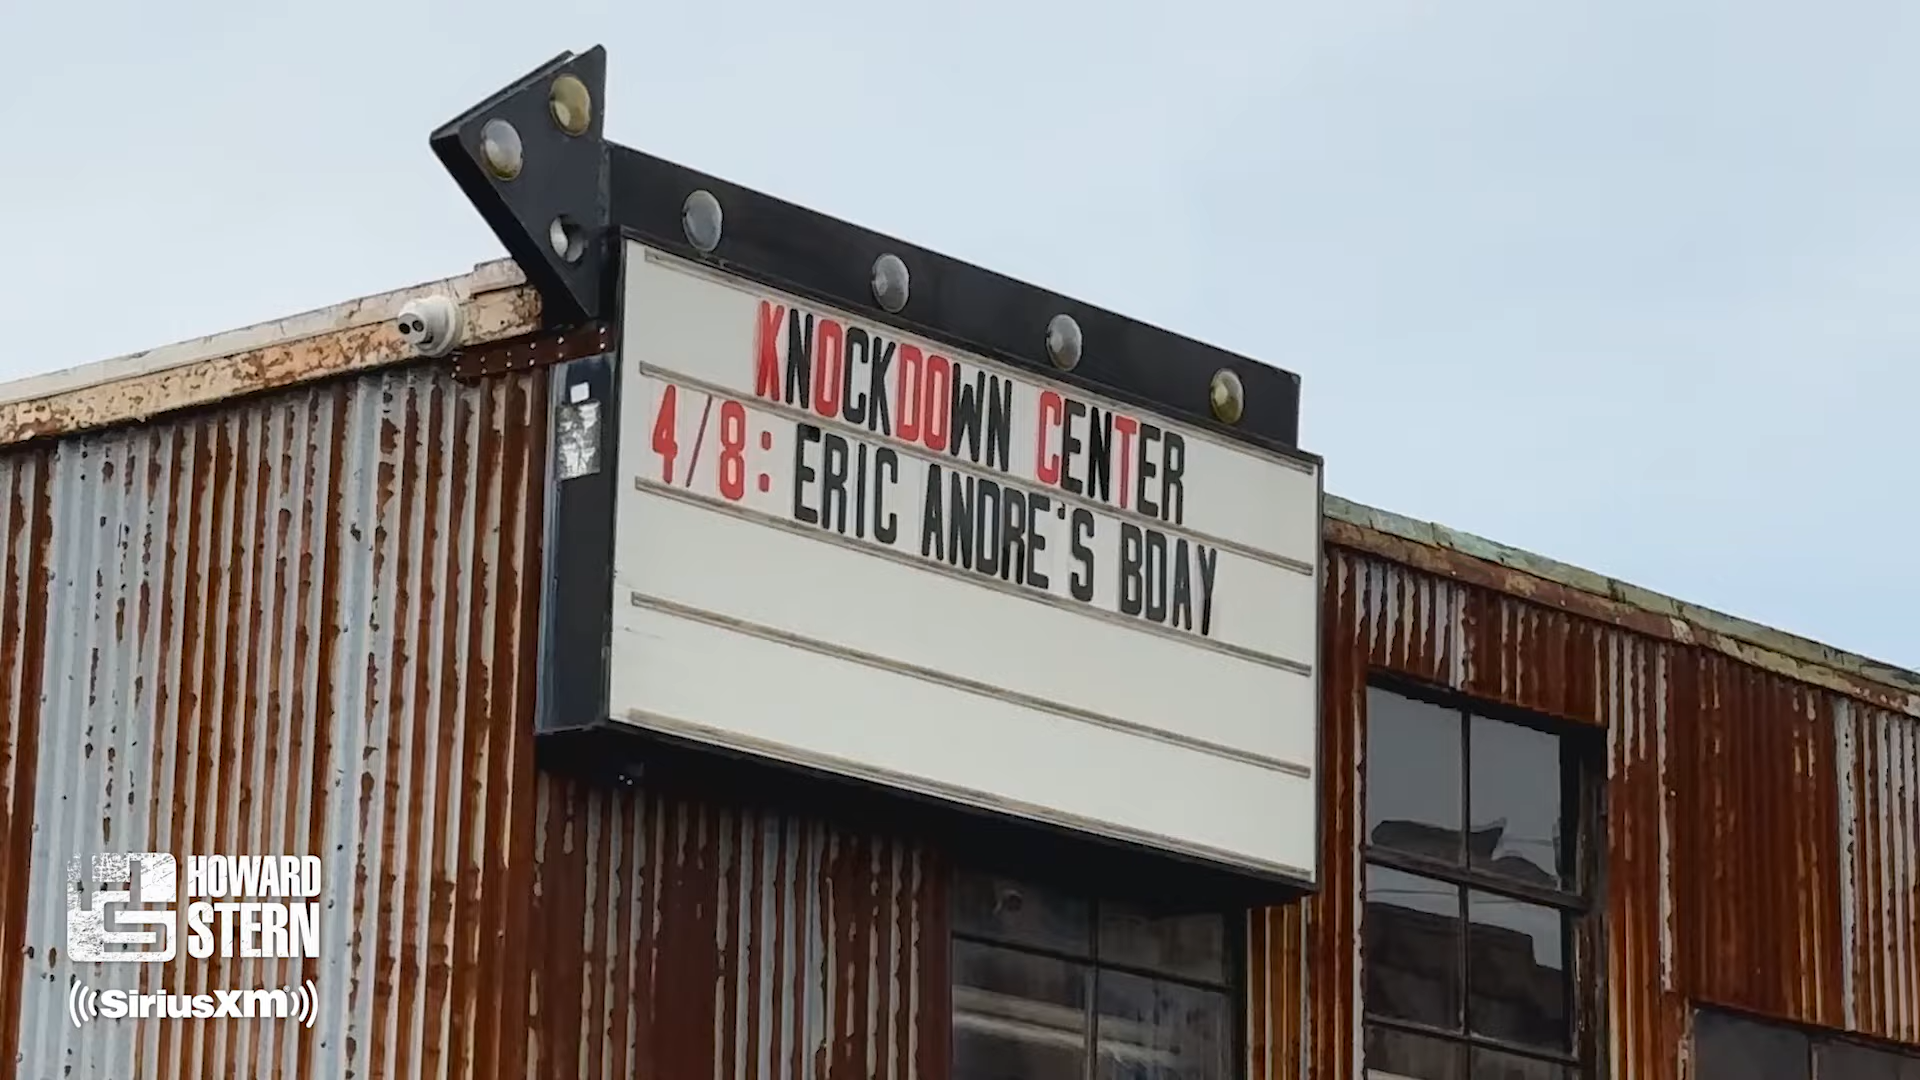 KNOCKDOWN CENTER
4/8: ERIC ANDRE'S BDAY
HOWARD
STERN
((SiriusXM))